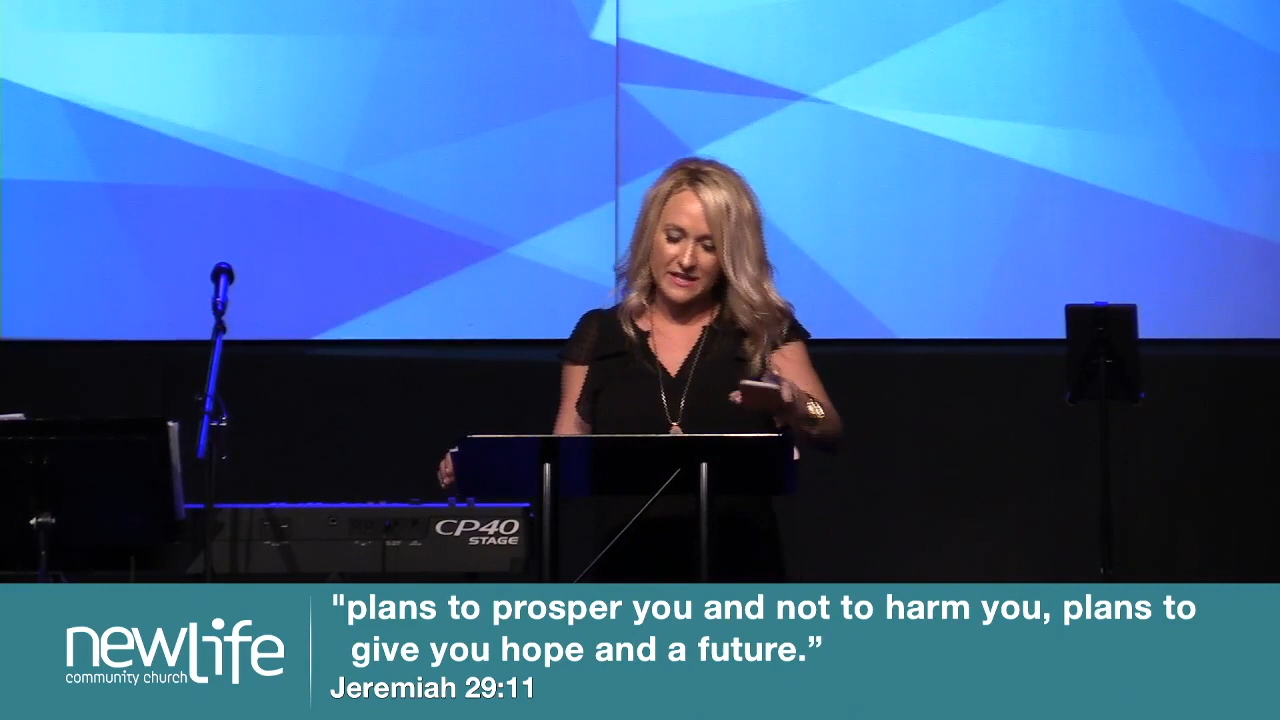 CP40
STAGE
newlife
community church
"plans to prosper you and not to harm you, plans to
give you hope and a future.”
Jeremiah 29:11